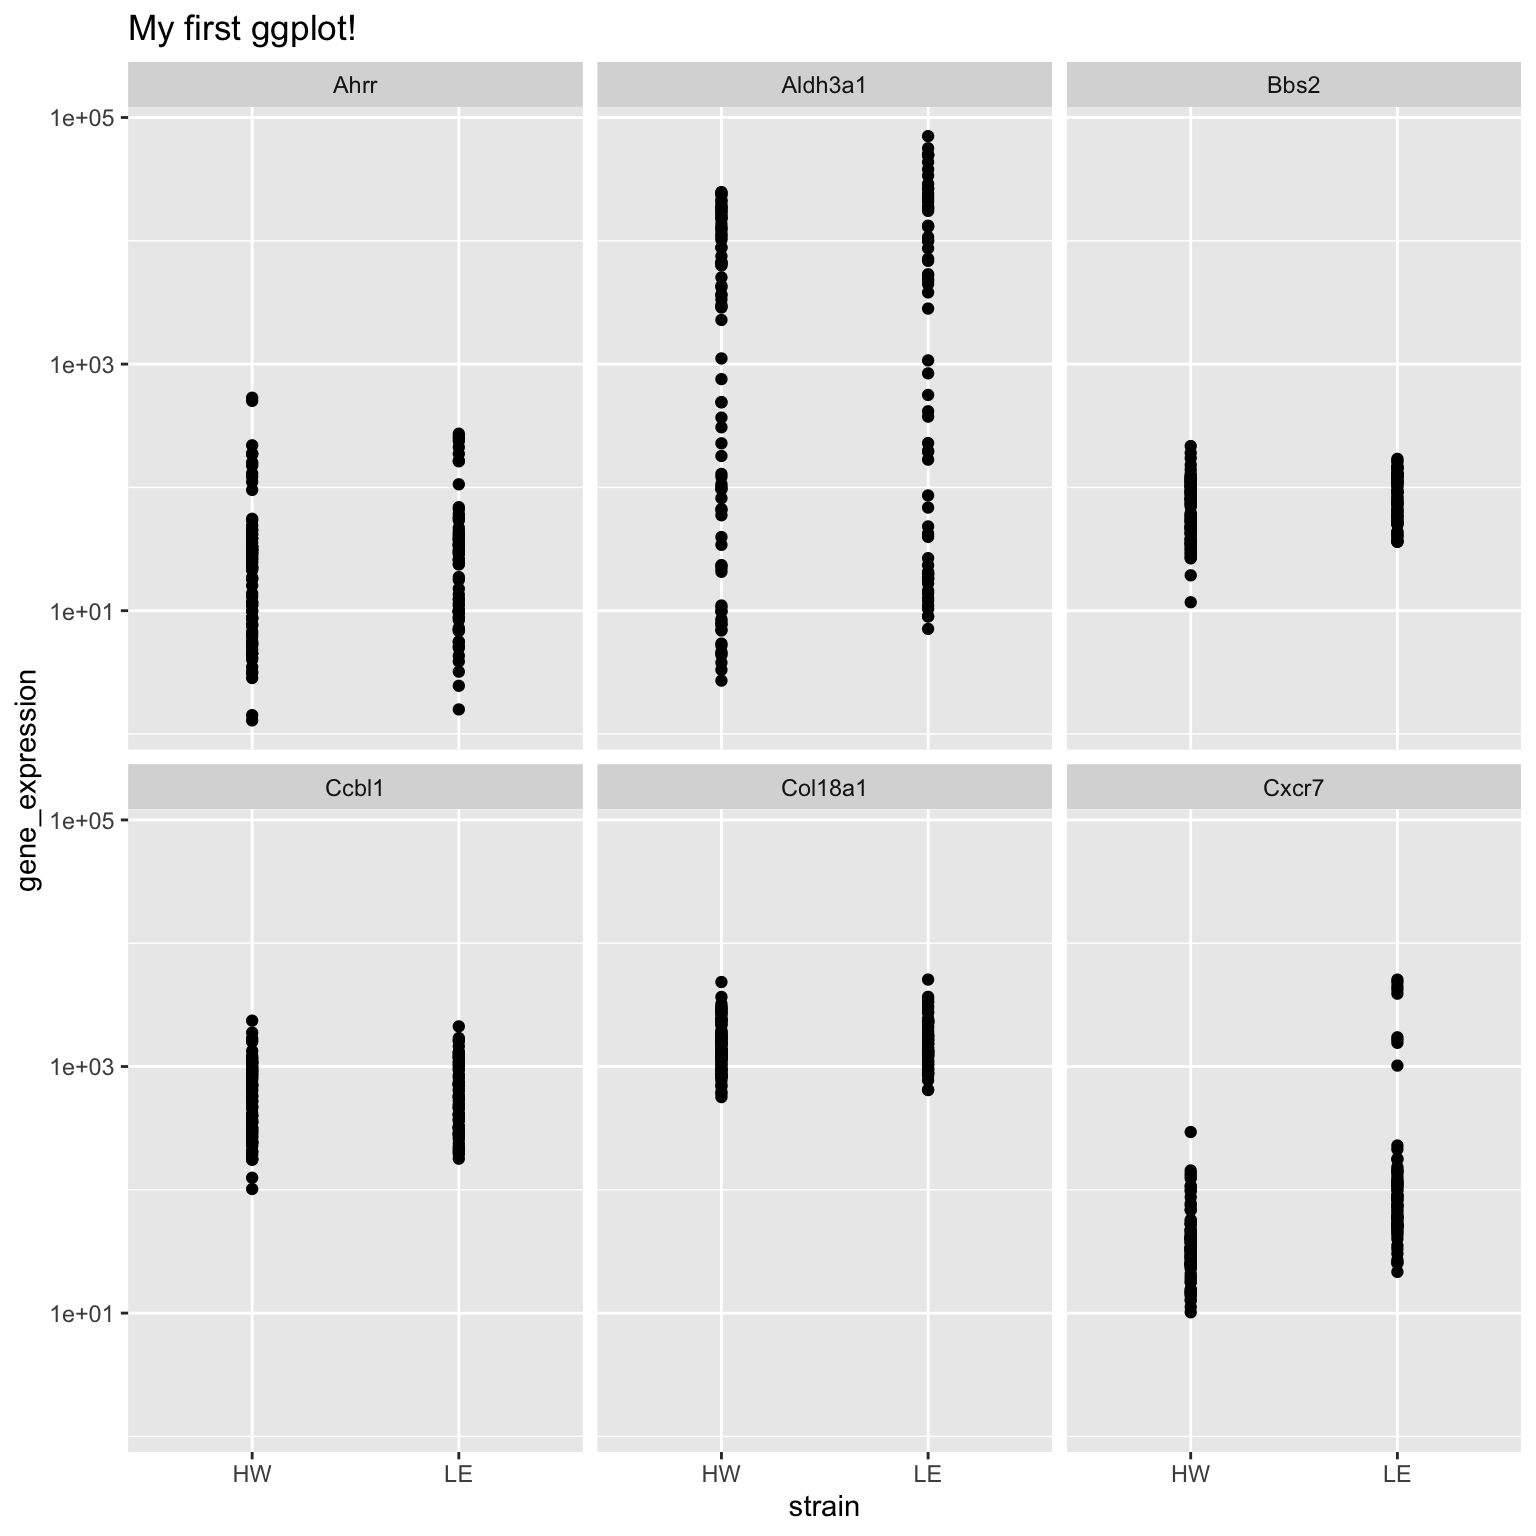 My first ggplot!
Ahrr
Aldh3a1
Bbs2
1e+05
1e+03
1e+01
gene_expression
Ccbl1
Col18a1
Cxcr7
1e+05
1e+03
1e+01
HW
LE
HW
LE
HW
LE
strain